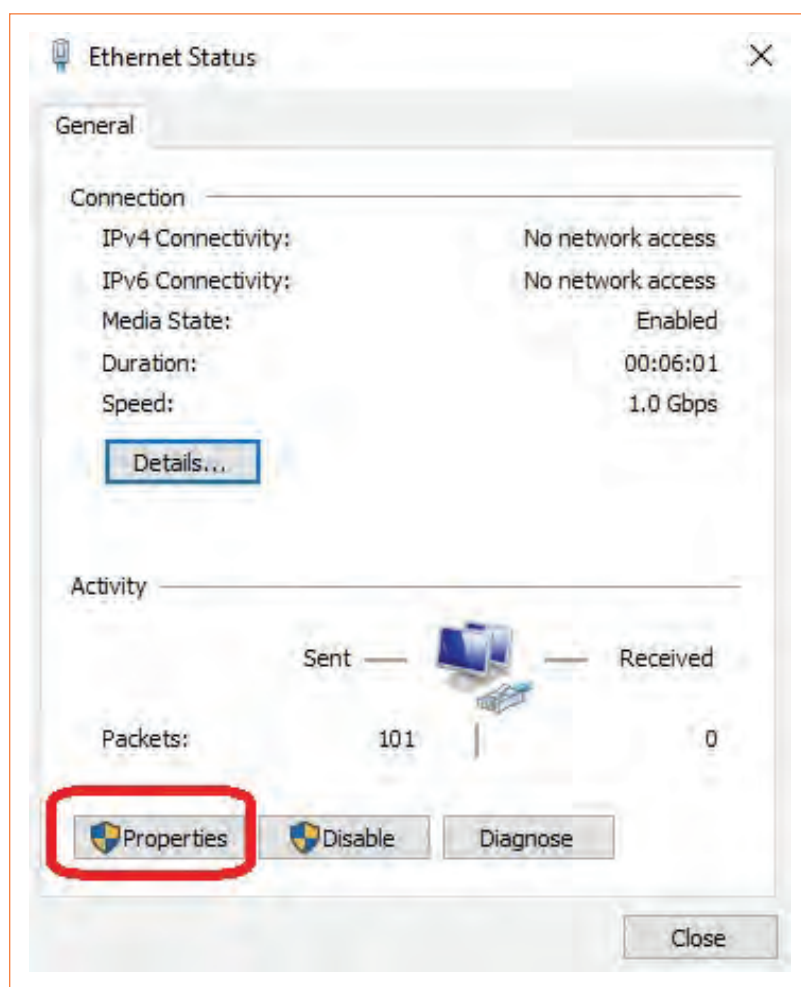 Ethernet Status
General
Connection
IPv4 Connectivity: No network access
IPv6 Connectivity: No network access
Media State: Enabled
Duration: 00:06:01
Speed: 1.0 Gbps
Details...
Activity
Sent Received
Packets: 101 0
Properties Disable Diagnose
Close